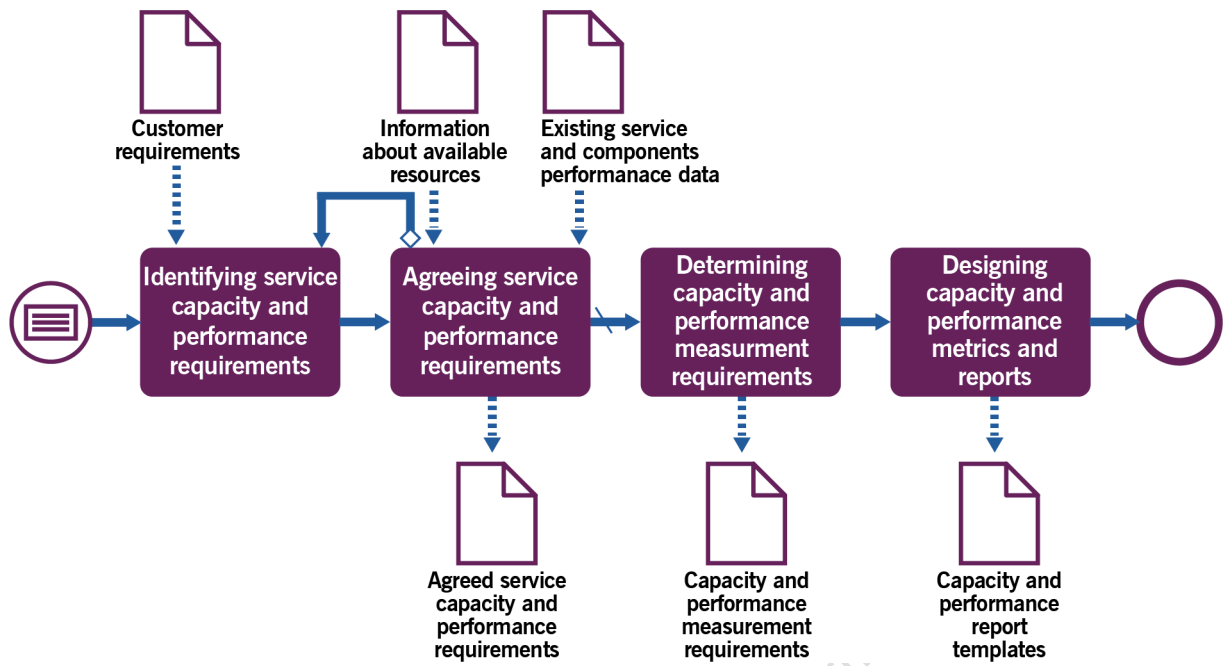 Customer
requirements
Information
about available
resources
Existing service
and components
performanace data
Identifying service
capacity and
performance
requirements
Agreeing service
capacity and
performance
requirements
Determining
capacity and
performance
measurment
requirements
Designing
capacity and
performance
metrics and
reports
Agreed service
capacity and
performance
requirements
Capacity and
performance
measurement
requirements
Capacity and
performance
report
templates